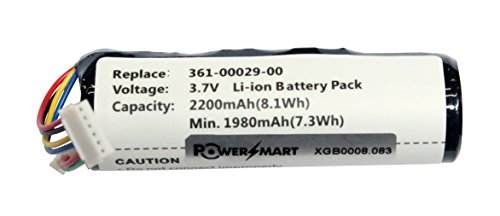 Replace: 361-00029-00
Voltage: 3.7V Li-ion Battery Pack
Capacity: 2200mAh(8.1Wh)
Min. 1980mAh(7.3Wh)
CAUTION POWERSMART XGB0008.083